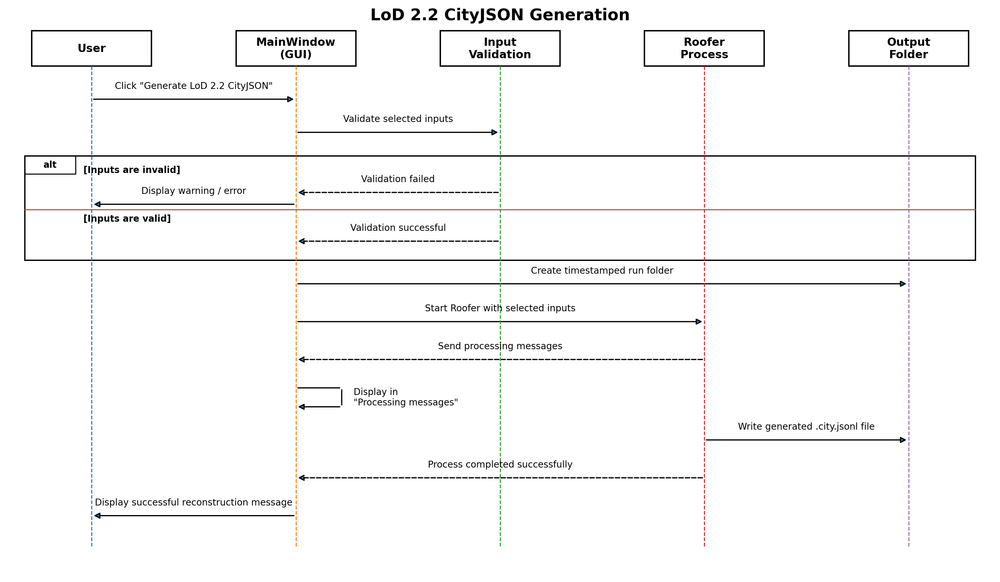 LoD 2.2 CityJSON Generation
User
MainWindow
(GUI)
Input
Validation
Roofer
Process
Output
Folder
Click "Generate LoD 2.2 CityJSON"
Validate selected inputs
alt
[Inputs are invalid]
Validation failed
Display warning / error
[Inputs are valid]
Validation successful
Create timestamped run folder
Start Roofer with selected inputs
Send processing messages
Display in
"Processing messages"
Write generated .city.jsonl file
Process completed successfully
Display successful reconstruction message